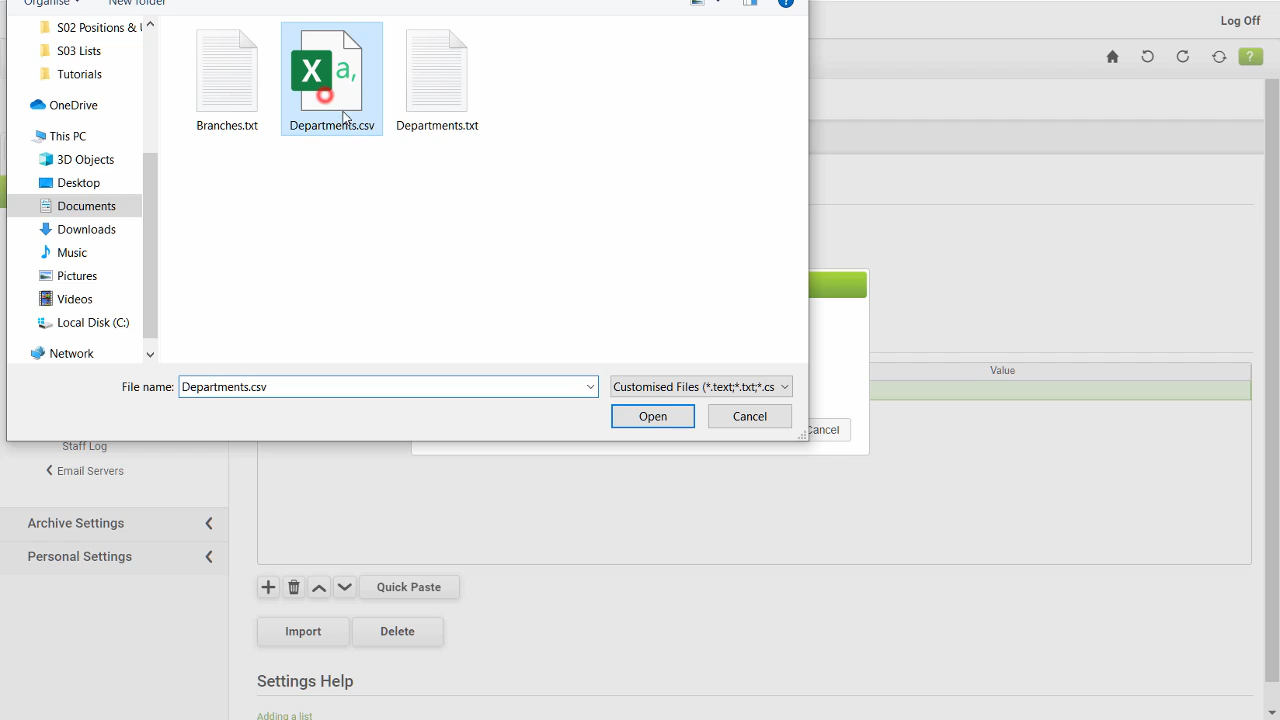 Organise
New folder
Log Off
S02 Positions &
S03 Lists
Tutorials
OneDrive
This PC
3D Objects
Desktop
Documents
Downloads
Music
Pictures
Videos
Local Disk (C:)
Network
Branches.txt
Departments.csv
Departments.txt
File name:
Departments.csv
Customised Files (*.text;*.txt;*.cs
Open
Cancel
Value
Cancel
Staff Log
Email Servers
Archive Settings
Personal Settings
Quick Paste
Import
Delete
Settings Help
Adding a list